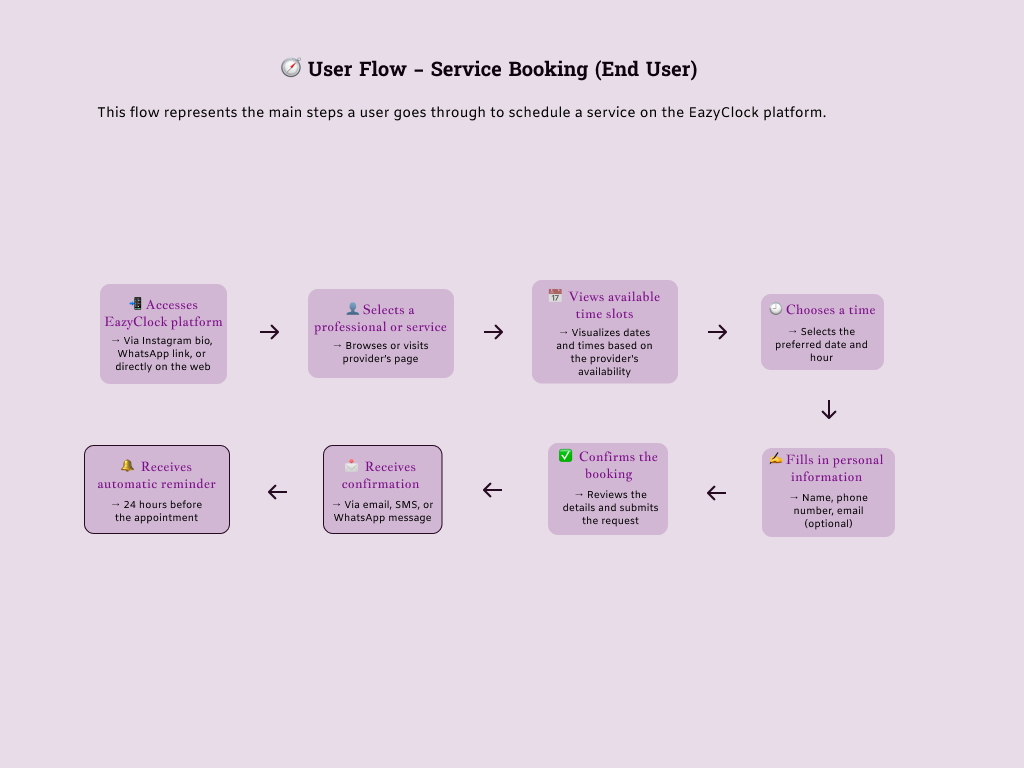 🧭 User Flow – Service Booking (End User)
This flow represents the main steps a user goes through to schedule a service on the EazyClock platform.
📲 Accesses
EazyClock platform
→ Via Instagram bio,
WhatsApp link, or
directly on the web
👤 Selects a
professional or service
→ Browses or visits
provider's page
📅 Views available
time slots
→ Visualizes dates
and times based on
the provider's
availability
🕘 Chooses a time
→ Selects the
preferred date and
hour
✍️ Fills in personal
information
→ Name, phone
number, email
(optional)
✅ Confirms the
booking
→ Reviews the
details and submits
the request
📩 Receives
confirmation
→ Via email, SMS, or
WhatsApp message
🔔 Receives
automatic reminder
→ 24 hours before
the appointment